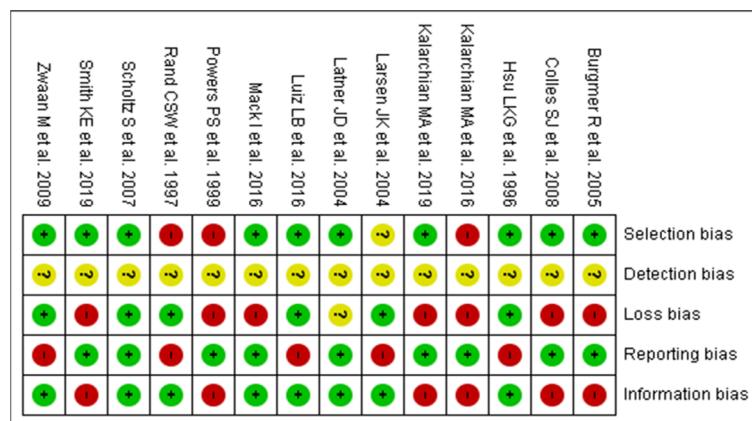 Zwaan M et al. 2009
Smith KE et al. 2019
Scholtz S et al. 2007
Rand CSW et al. 1997
Powers PS et al. 1999
Mack I et al. 2016
Luiz LB et al. 2016
Latner JD et al. 2004
Larsen JK et al. 2004
Kalarchian MA et al. 2019
Kalarchian MA et al. 2016
Hsu LKG et al. 1996
Colles SJ et al. 2008
Burgmer R et al. 2005
+ + + - - + + + ? + - + + + Selection bias
? ? ? ? ? ? ? ? ? ? ? ? ? ? Detection bias
+ - + + - - + ? + - - + - - Loss bias
- + + - + + - + - + + - + + Reporting bias
+ - + + - + + + + - - + - - Information bias